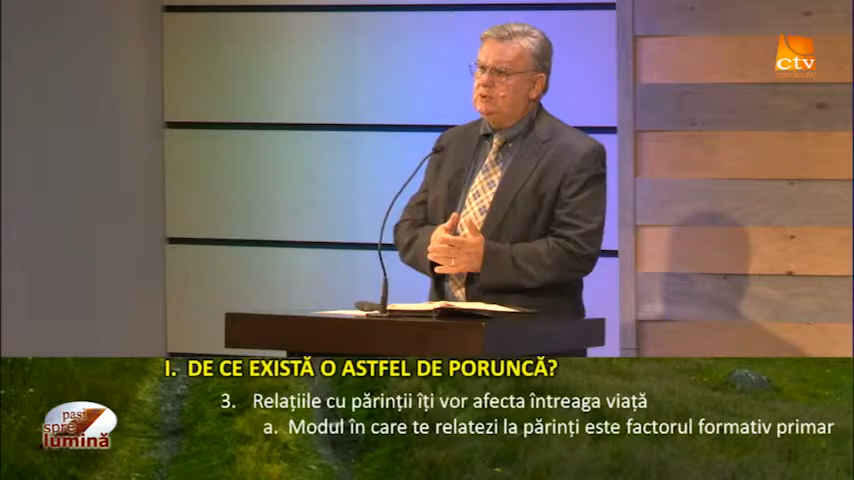 ctv
credo.tv
I. DE CE EXISTĂ O ASTFEL DE PORUNCĂ?
3. Relațiile cu părinții îți vor afecta întreaga viață
a. Modul în care te relatezi la părinți este factorul formativ primar
pași
spre
lumină